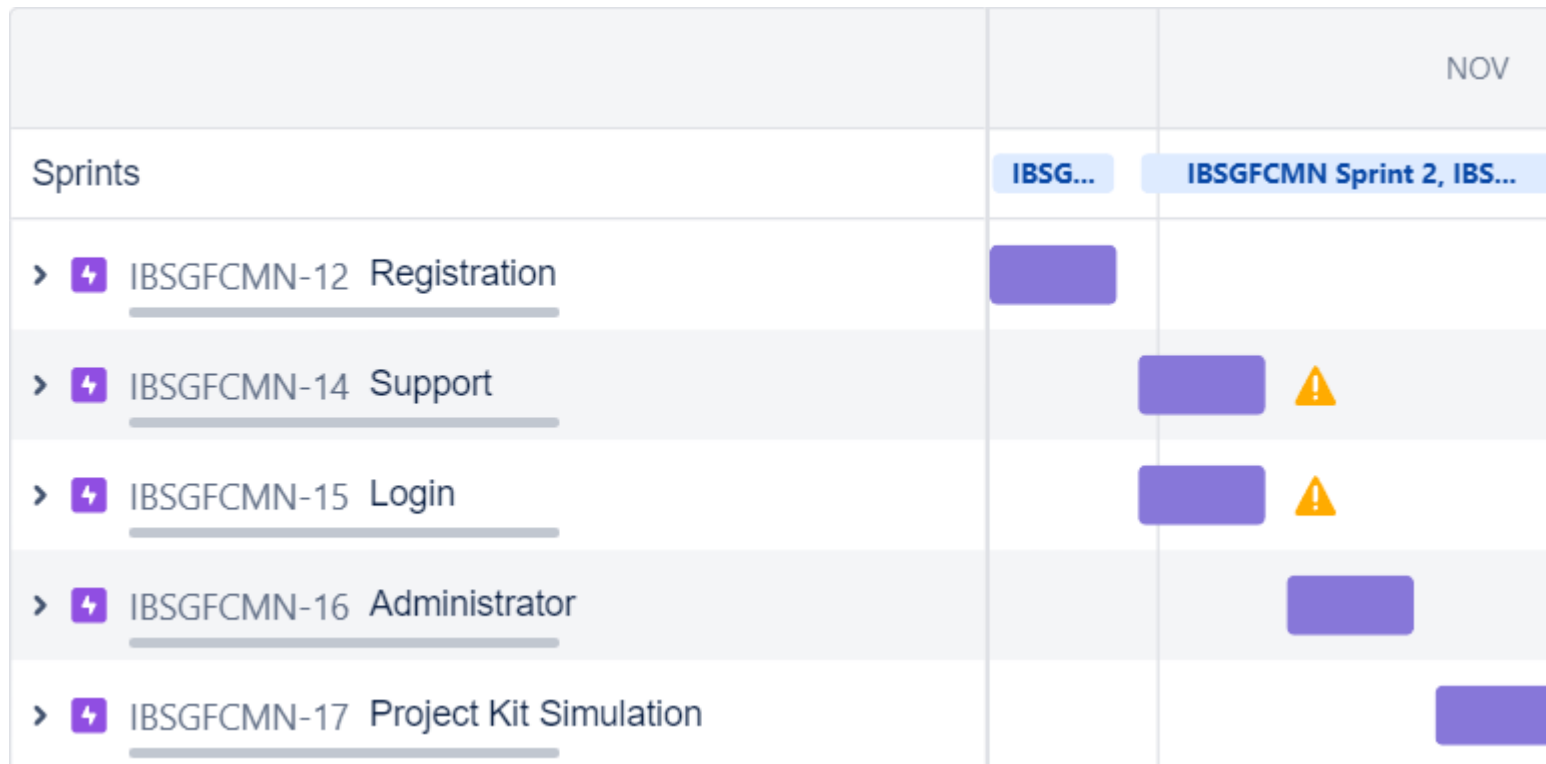 NOV
Sprints
IBSG...
IBSGFCMN Sprint 2, IBS...
IBSGFCMN-12 Registration
IBSGFCMN-14 Support
IBSGFCMN-15 Login
IBSGFCMN-16 Administrator
IBSGFCMN-17 Project Kit Simulation